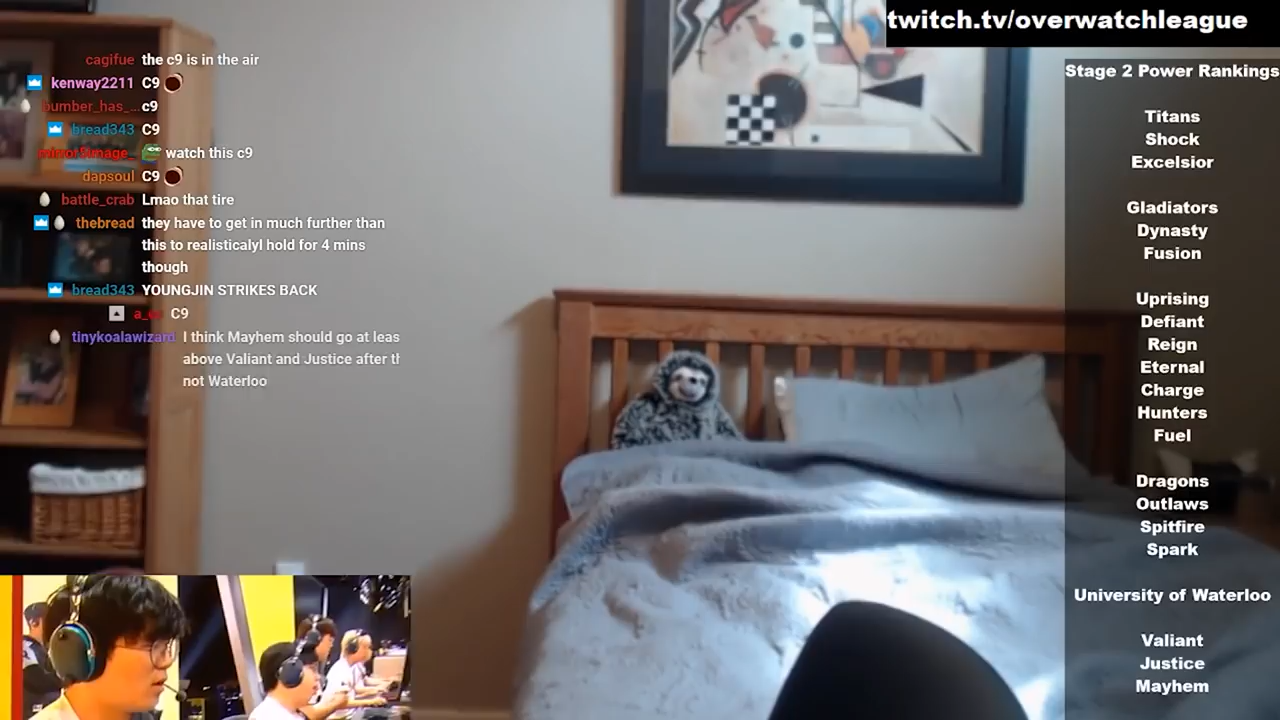 twitch.tv/overwatchleague
cagifue the c9 is in the air
kenway2211 C9
bumber_has_... c9
bread343 C9
watch this c9
dapsoul C9
battle_crab Lmao that tire
thebread they have to get in much further than
this to realisticalyl hold for 4 mins
though
bread343 YOUNGJIN STRIKES BACK
C9
tinykoalawizard I think Mayhem should go at leas
above Valiant and Justice after th
not Waterloo
Stage 2 Power Rankings
Titans
Shock
Excelsior
Gladiators
Dynasty
Fusion
Uprising
Defiant
Reign
Eternal
Charge
Hunters
Fuel
Dragons
Outlaws
Spitfire
Spark
University of Waterloo
Valiant
Justice
Mayhem